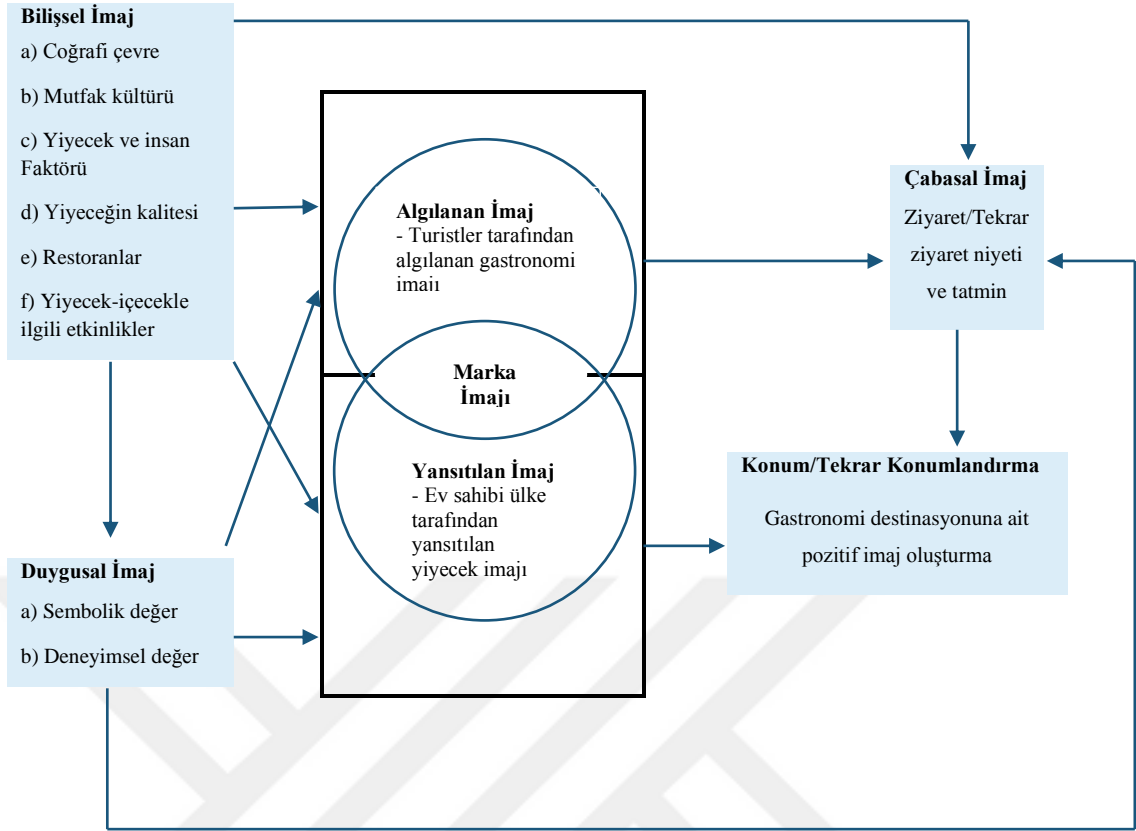 Bilişsel İmaj
a) Coğrafi çevre
b) Mutfak kültürü
c) Yiyecek ve insan
Faktörü
d) Yiyeceğin kalitesi
e) Restoranlar
f) Yiyecek-içecekle
ilgili etkinlikler
Duygusal İmaj
a) Sembolik değer
b) Deneyimsel değer
Algılanan İmaj
- Turistler tarafından
algılanan gastronomi
imajı
Marka
İmajı
Yansıtılan İmaj
- Ev sahibi ülke
tarafından
yansıtılan
yiyecek imajı
Çabasal İmaj
Ziyaret/Tekrar
ziyaret niyeti
ve tatmin
Konum/Tekrar Konumlandırma
Gastronomi destinasyonuna ait
pozitif imaj oluşturma